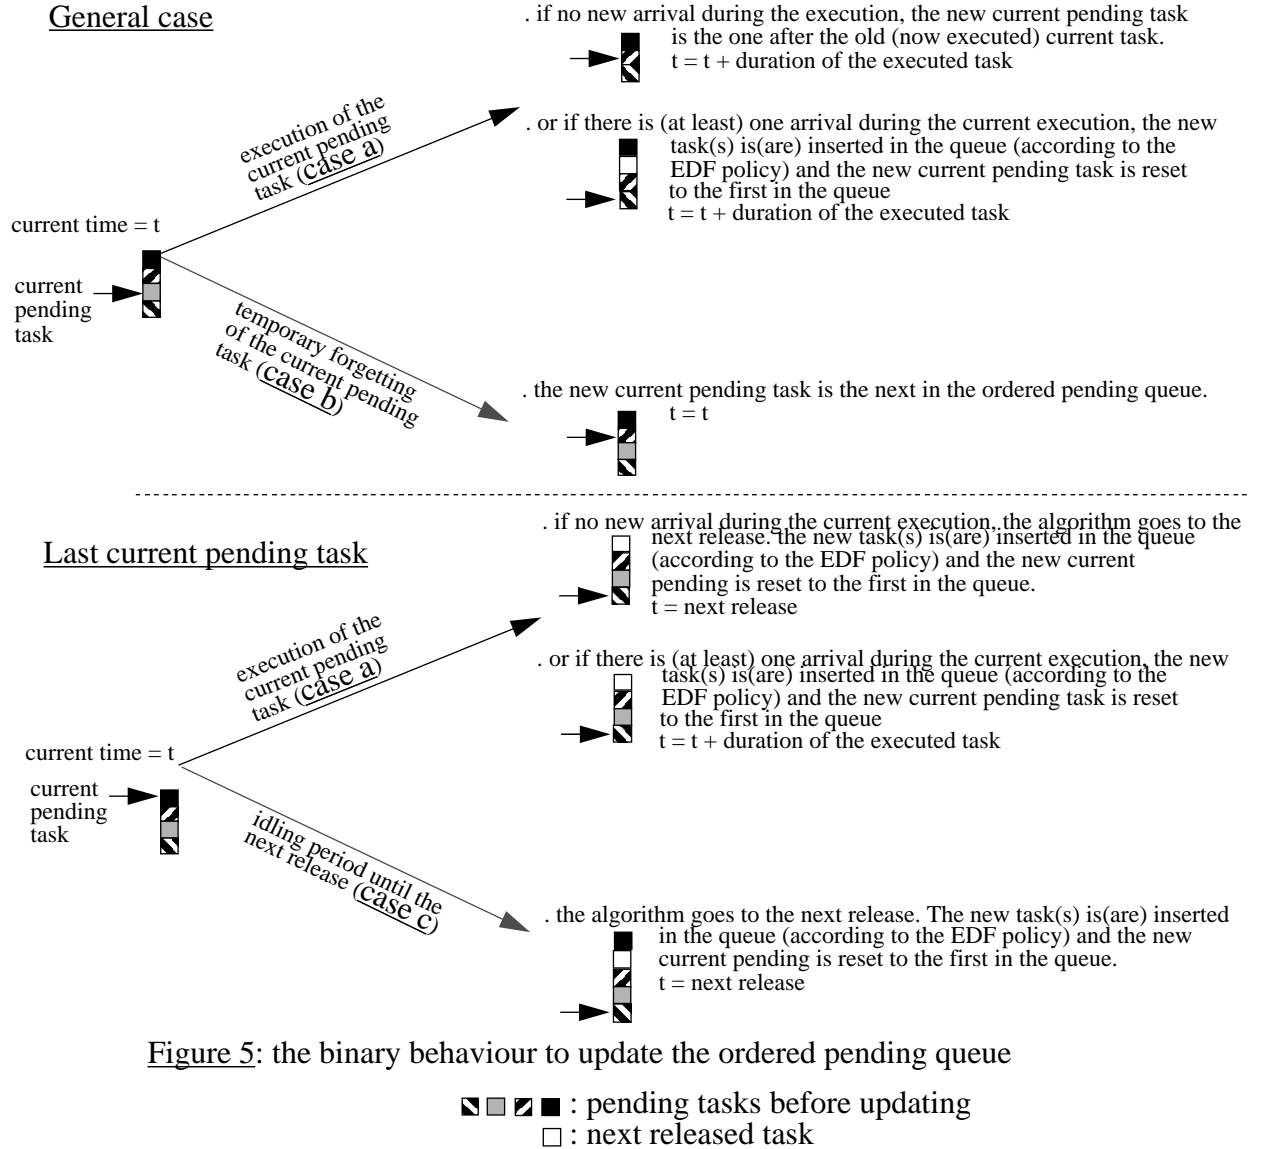 General case
. if no new arrival during the execution, the new current pending task
is the one after the old (now executed) current task.
t = t + duration of the executed task
execution of the
current pending
task (case a)
. or if there is (at least) one arrival during the current execution, the new
task(s) is(are) inserted in the queue (according to the
EDF policy) and the new current pending task is reset
to the first in the queue
t = t + duration of the executed task
current time = t
current
pending
task
temporary forgetting
of the current pending
task (case b)
. the new current pending task is the next in the ordered pending queue.
t = t
Last current pending task
. if no new arrival during the current execution, the algorithm goes to the
next release. the new task(s) is(are) inserted in the queue
(according to the EDF policy) and the new current
pending is reset to the first in the queue.
t = next release
execution of the
current pending
task (case a)
. or if there is (at least) one arrival during the current execution, the new
task(s) is(are) inserted in the queue (according to the
EDF policy) and the new current pending task is reset
to the first in the queue
t = t + duration of the executed task
current time = t
current
pending
task
idling period until the
next release (case c)
. the algorithm goes to the next release. The new task(s) is(are) inserted
in the queue (according to the EDF policy) and the new
current pending is reset to the first in the queue.
t = next release
Figure 5: the binary behaviour to update the ordered pending queue
: pending tasks before updating
: next released task